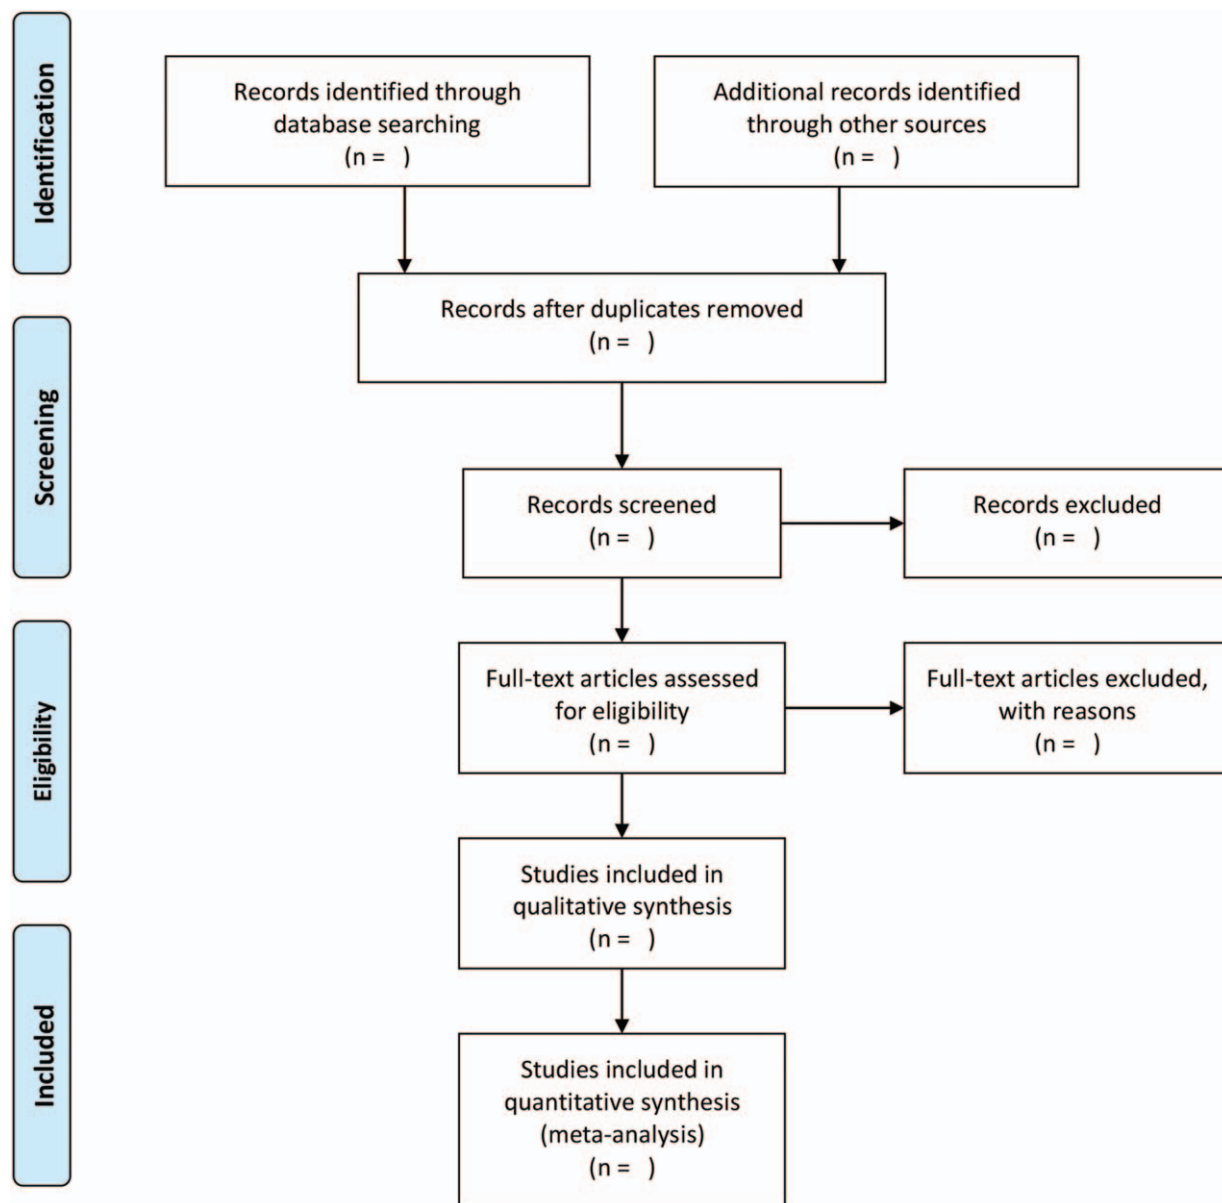 Identification
Records identified through
database searching
(n =   )
Additional records identified
through other sources
(n =   )
Records after duplicates removed
(n =   )
Screening
Records screened
(n =   )
Records excluded
(n =   )
Eligibility
Full-text articles assessed
for eligibility
(n =   )
Full-text articles excluded,
with reasons
(n =   )
Studies included in
qualitative synthesis
(n =   )
Included
Studies included in
quantitative synthesis
(meta-analysis)
(n =   )